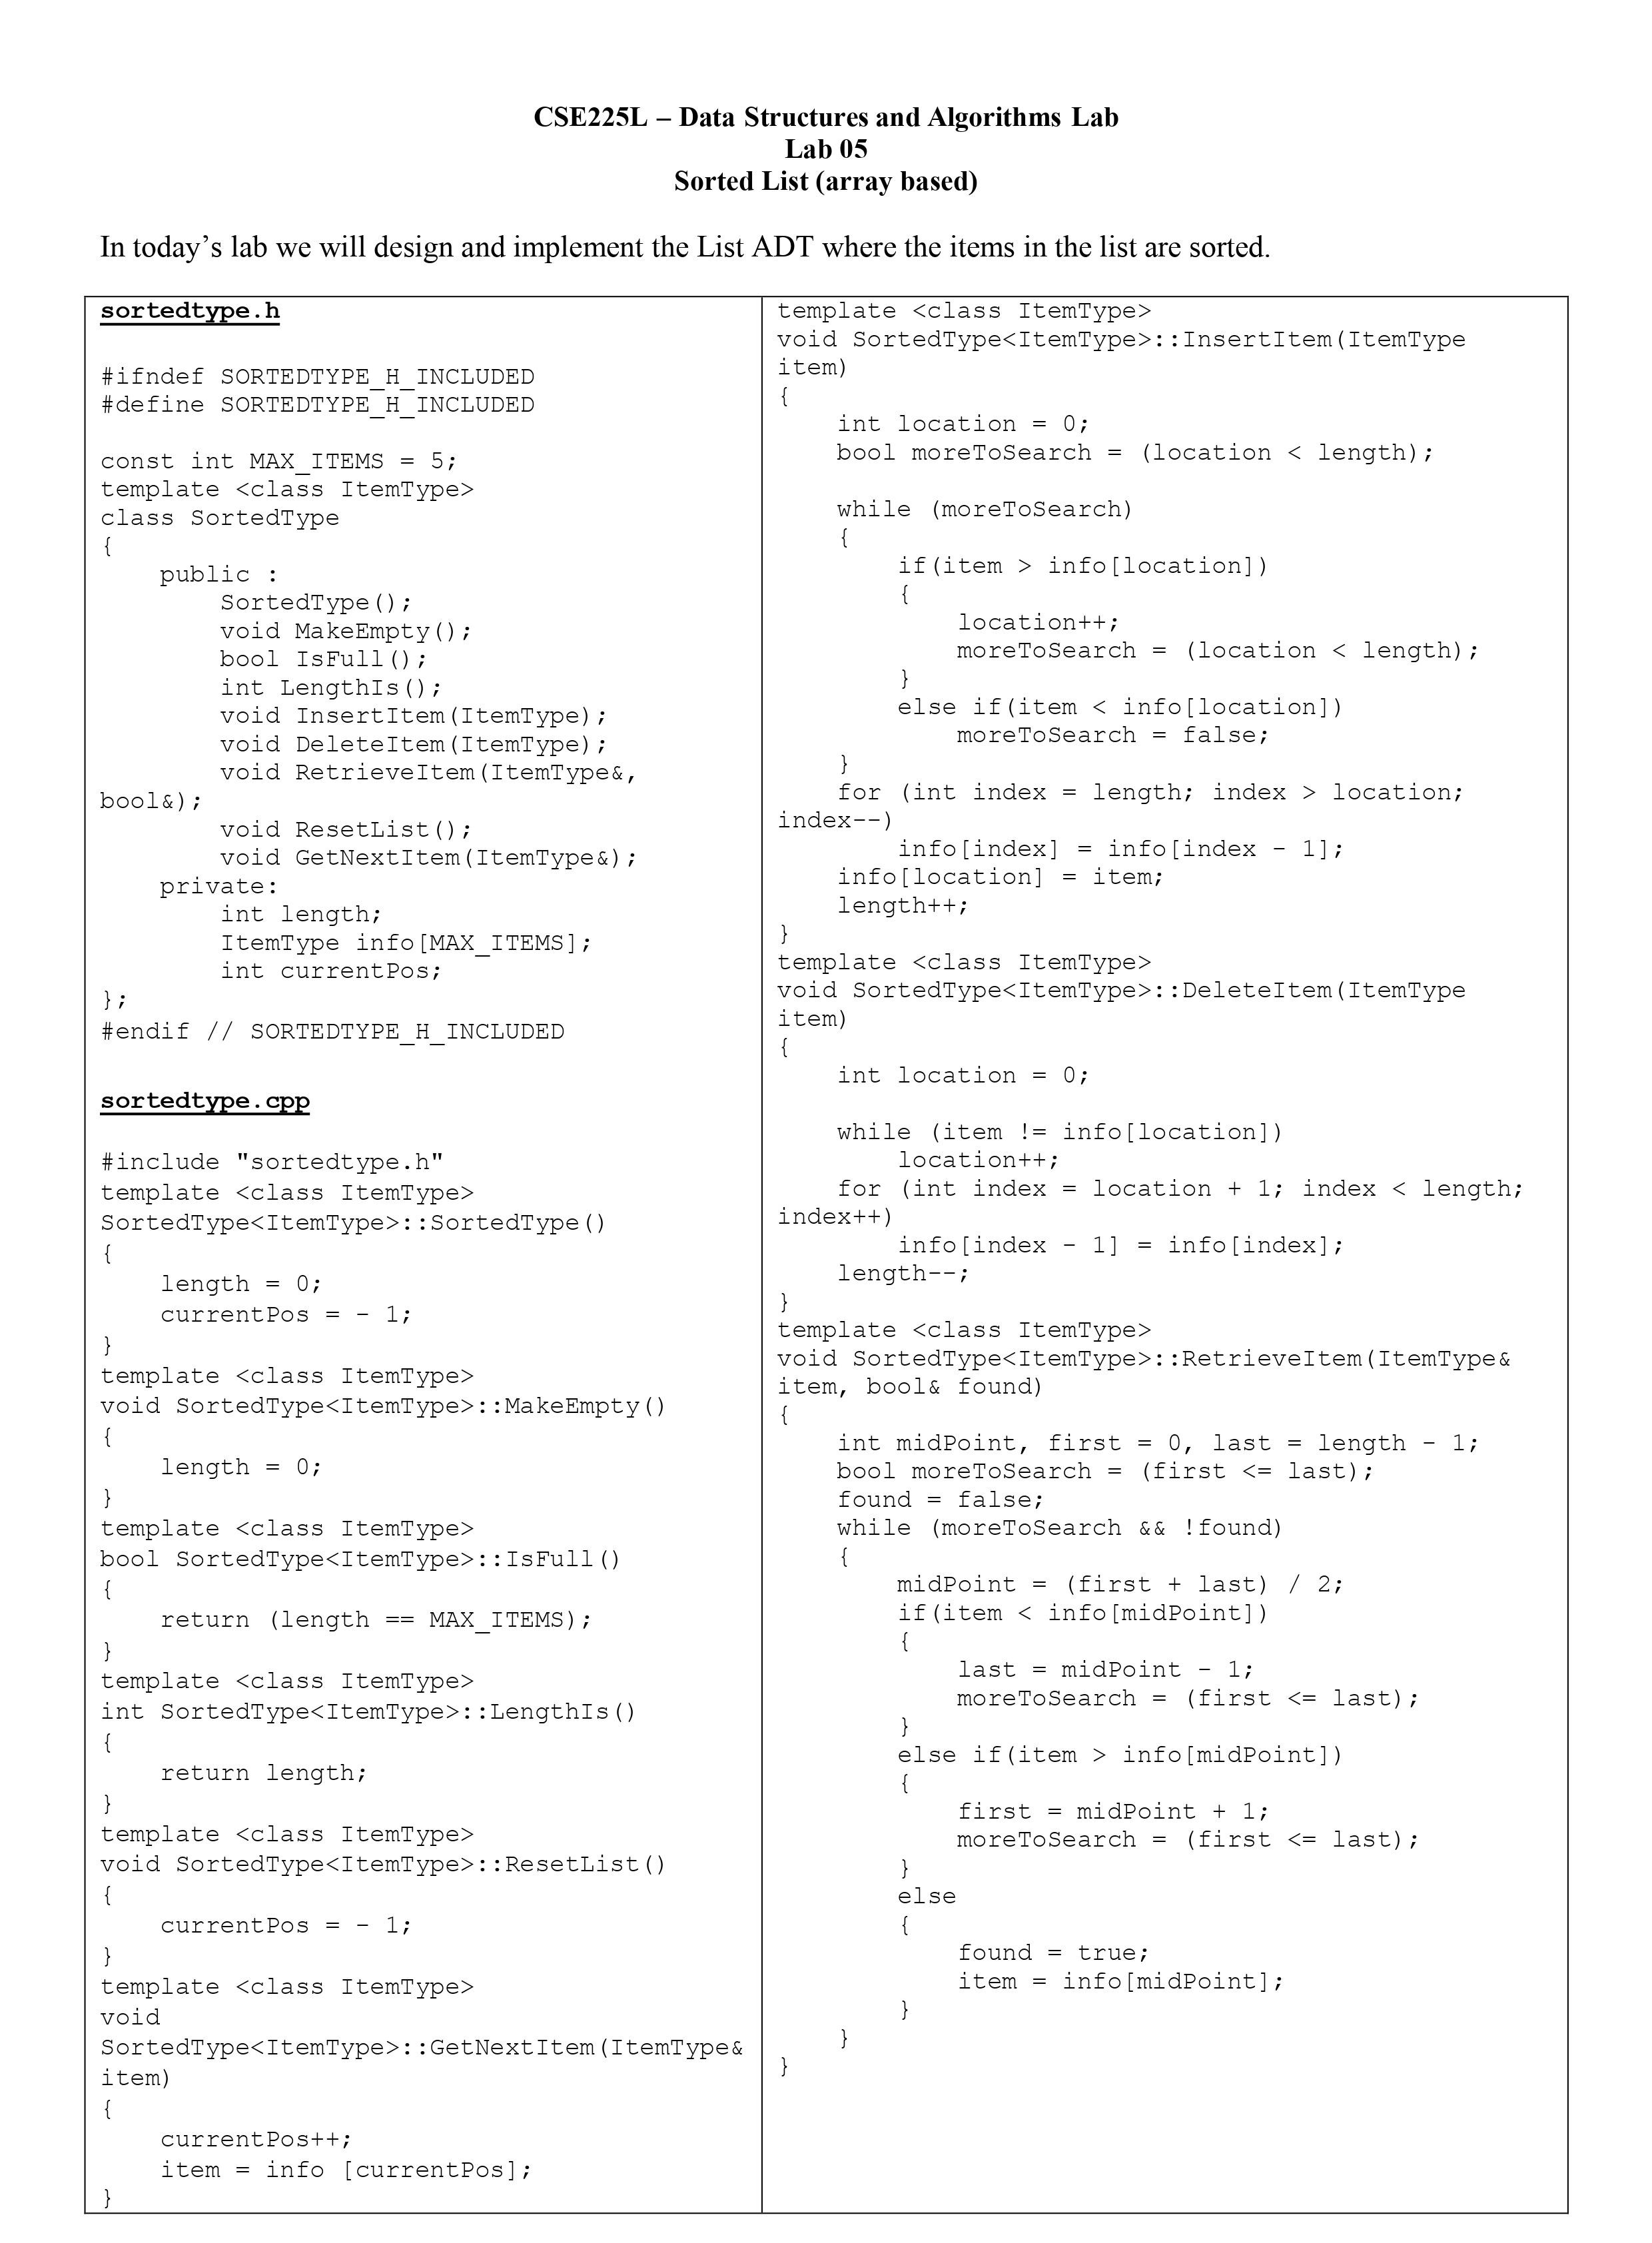 CSE225L – Data Structures and Algorithms Lab
Lab 05
Sorted List (array based)
In today’s lab we will design and implement the List ADT where the items in the list are sorted.
sortedtype.h
#ifndef SORTEDTYPE_H_INCLUDED
#define SORTEDTYPE_H_INCLUDED
const int MAX_ITEMS = 5;
template <class ItemType>
class SortedType
{
    public :
        SortedType();
        void MakeEmpty();
        bool IsFull();
        int LengthIs();
        void InsertItem(ItemType);
        void DeleteItem(ItemType);
        void RetrieveItem(ItemType&,
bool&);
        void ResetList();
        void GetNextItem(ItemType&);
    private:
        int length;
        ItemType info[MAX_ITEMS];
        int currentPos;
};
#endif // SORTEDTYPE_H_INCLUDED
sortedtype.cpp
#include "sortedtype.h"
template <class ItemType>
SortedType<ItemType>::SortedType()
{
    length = 0;
    currentPos = - 1;
}
template <class ItemType>
void SortedType<ItemType>::MakeEmpty()
{
    length = 0;
}
template <class ItemType>
bool SortedType<ItemType>::IsFull()
{
    return (length == MAX_ITEMS);
}
template <class ItemType>
int SortedType<ItemType>::LengthIs()
{
    return length;
}
template <class ItemType>
void SortedType<ItemType>::ResetList()
{
    currentPos = - 1;
}
template <class ItemType>
void
SortedType<ItemType>::GetNextItem(ItemType&
item)
{
    currentPos++;
    item = info [currentPos];
}
template <class ItemType>
void SortedType<ItemType>::InsertItem(ItemType
item)
{
    int location = 0;
    bool moreToSearch = (location < length);
    while (moreToSearch)
    {
        if(item > info[location])
        {
            location++;
            moreToSearch = (location < length);
        }
        else if(item < info[location])
            moreToSearch = false;
    }
    for (int index = length; index > location;
index--)
        info[index] = info[index - 1];
    info[location] = item;
    length++;
}
template <class ItemType>
void SortedType<ItemType>::DeleteItem(ItemType
item)
{
    int location = 0;
    while (item != info[location])
        location++;
    for (int index = location + 1; index < length;
index++)
        info[index - 1] = info[index];
    length--;
}
template <class ItemType>
void SortedType<ItemType>::RetrieveItem(ItemType&
item, bool& found)
{
    int midPoint, first = 0, last = length - 1;
    bool moreToSearch = (first <= last);
    found = false;
    while (moreToSearch && !found)
    {
        midPoint = (first + last) / 2;
        if(item < info[midPoint])
        {
            last = midPoint - 1;
            moreToSearch = (first <= last);
        }
        else if(item > info[midPoint])
        {
            first = midPoint + 1;
            moreToSearch = (first <= last);
        }
        else
        {
            found = true;
            item = info[midPoint];
        }
    }
}